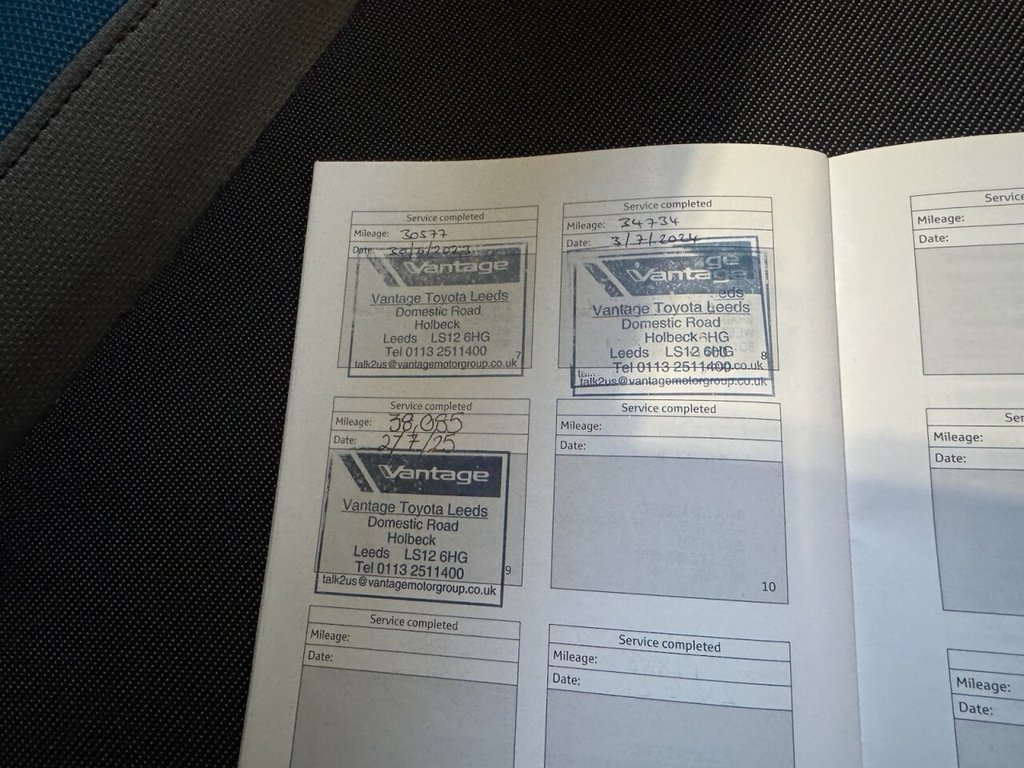 Service completed
Mileage: 30577
Date: 30/6/2023
Vantage
Vantage Toyota Leeds
Domestic Road
Holbeck
Leeds LS12 6HG
Tel 0113 2511400
7
talk2us@vantagemotorgroup.co.uk
Service completed
Mileage: 34734
Date: 3/7/2024
Vantage
Vantage Toyota Leeds
Domestic Road
Holbeck
Leeds LS12 6HG
8
Tel 0113 2511400
talk2us@vantagemotorgroup.co.uk
Service completed
Mileage: 38,085
Date: 2/7/25
Vantage
Vantage Toyota Leeds
Domestic Road
Holbeck
Leeds LS12 6HG
Tel 0113 2511400
9
talk2us@vantagemotorgroup.co.uk
Service completed
Mileage:
Date:
10
Service completed
Mileage:
Date:
Service completed
Mileage:
Date:
Service
Mileage:
Date:
Mileage:
Date:
Mileage:
Date: